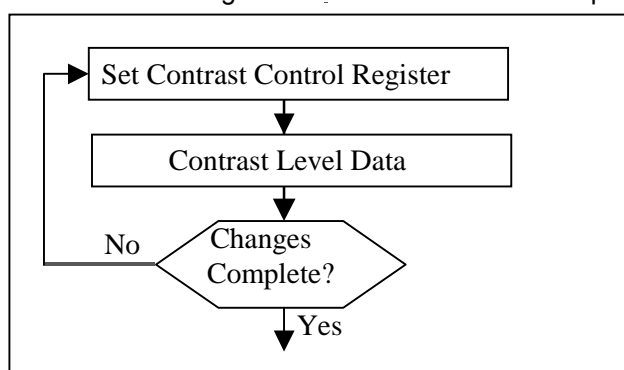 Set Contrast Control Register
Contrast Level Data
No
Changes
Complete?
Yes